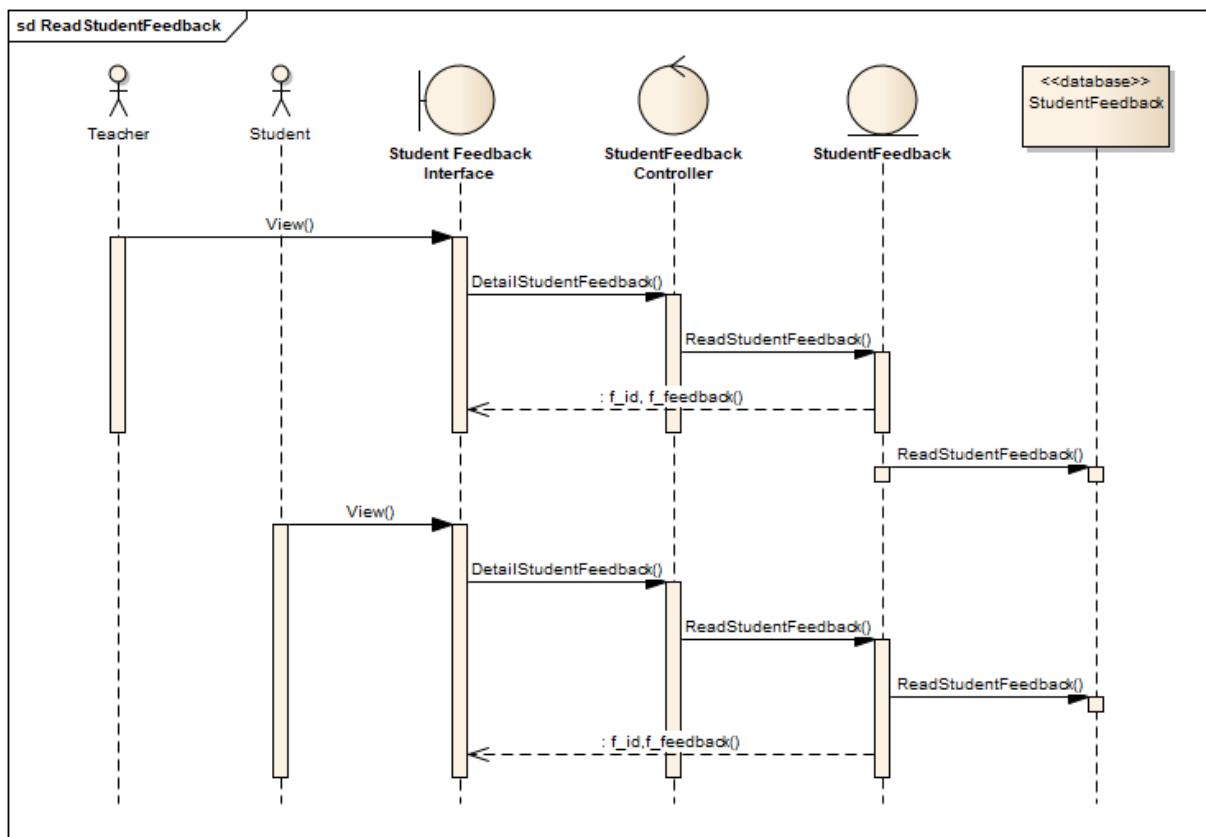 sd ReadStudentFeedback
Teacher
Student
Student Feedback
Interface
StudentFeedback
Controller
StudentFeedback
<<database>>
StudentFeedback
View()
DetailStudentFeedback()
ReadStudentFeedback()
: f_id, f_feedback()
ReadStudentFeedback()
View()
DetailStudentFeedback()
ReadStudentFeedback()
ReadStudentFeedback()
: f_id,f_feedback()